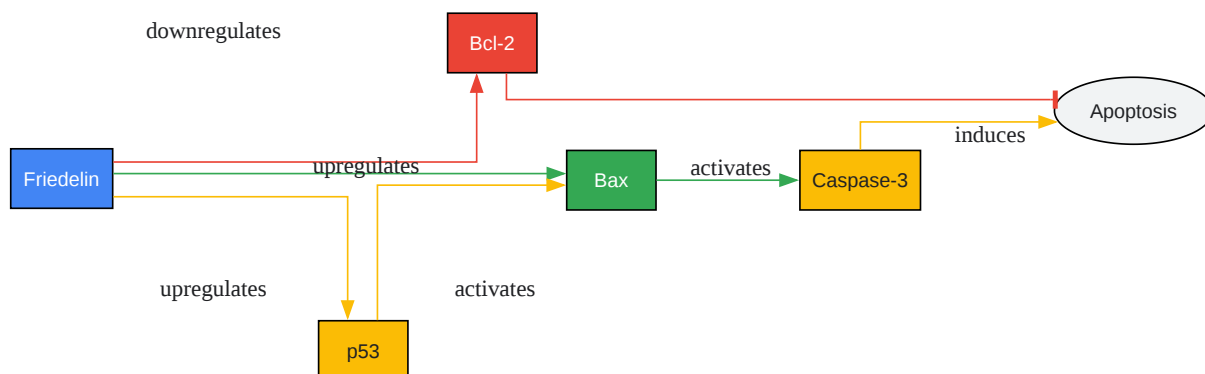 downregulates
Bcl-2
Apoptosis
induces
Friedelin
upregulates
Bax
activates
Caspase-3
upregulates
activates
p53